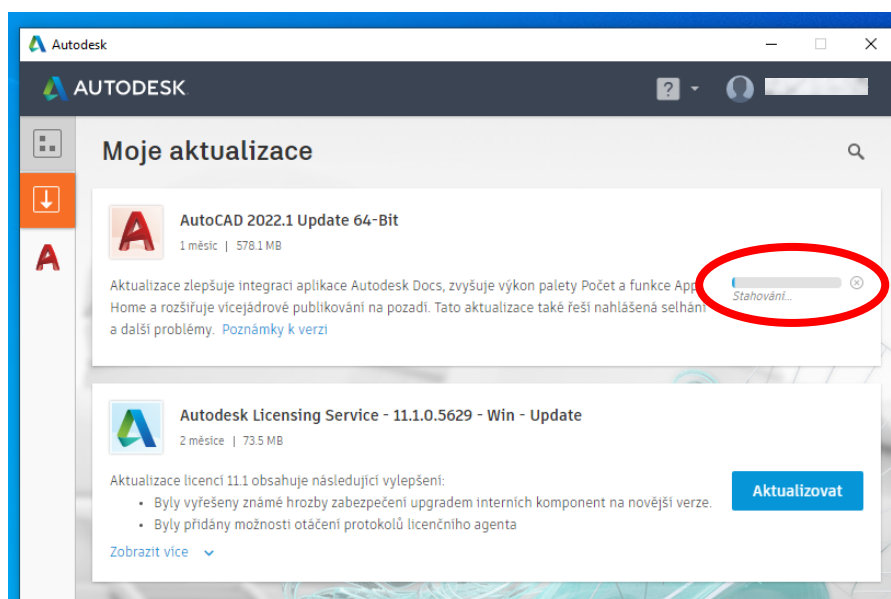 Autodesk
AUTODESK
?
Moje aktualizace
AutoCAD 2022.1 Update 64-Bit
1 měsíc | 578.1 MB
Aktualizace zlepšuje integraci aplikace Autodesk Docs, zvyšuje výkon palety Počet a funkce App
Home a rozšiřuje vícejádrové publikování na pozadí. Tato aktualizace také řeší nahlášená selhání
a další problémy. Poznámky k verzi
Stahování...
Autodesk Licensing Service - 11.1.0.5629 - Win - Update
2 měsíce | 73.5 MB
Aktualizace licencí 11.1 obsahuje následující vylepšení:
• Byly vyřešeny známé hrozby zabezpečení upgradem interních komponent na novější verze.
• Byly přidány možnosti otáčení protokolů licenčního agenta
Aktualizovat
Zobrazit více